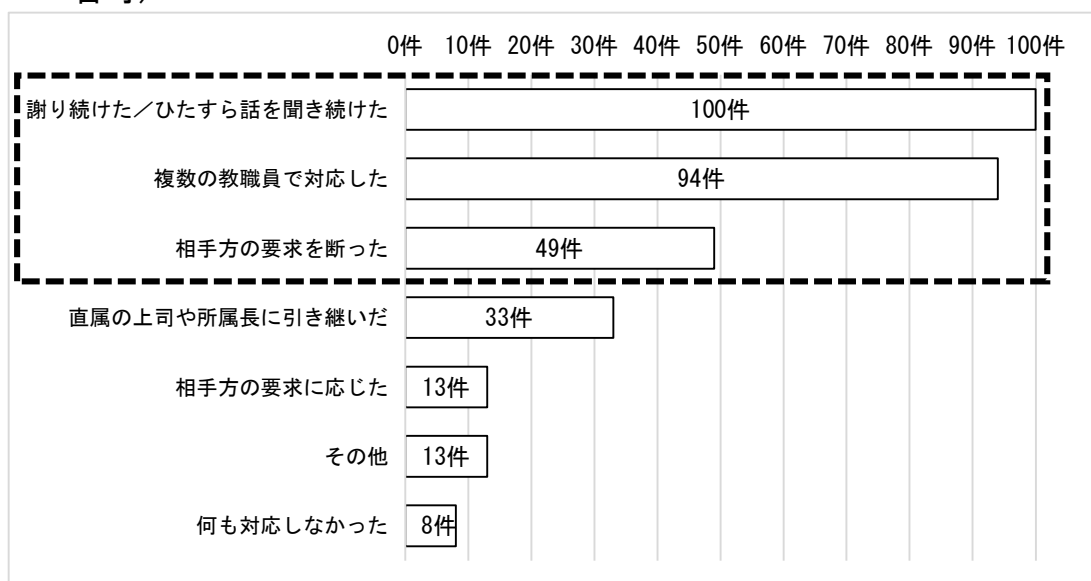 0件 10件 20件 30件 40件 50件 60件 70件 80件 90件 100件
謝り続けた／ひたすら話を聞き続けた 100件
複数の教職員で対応した 94件
相手方の要求を断った 49件
直属の上司や所属長に引き継いだ 33件
相手方の要求に応じた 13件
その他 13件
何も対応しなかった 8件